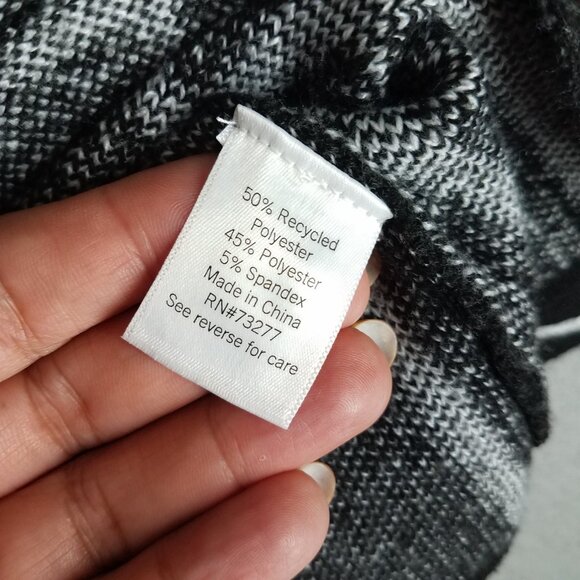 50% Recycled
Polyester
45% Polyester
5% Spandex
Made in China
RN#73277
See reverse for care